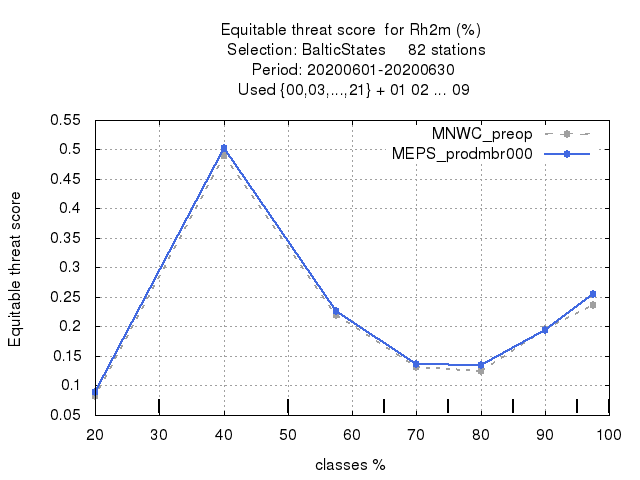 Equitable threat score  for Rh2m (%)
Selection: BalticStates     82 stations
Period: 20200601-20200630
Used {00,03,...,21} + 01 02 ... 09
MNWC_preop
MEPS_prodmbr000
Equitable threat score
0.55
0.5
0.45
0.4
0.35
0.3
0.25
0.2
0.15
0.1
0.05
20 30 40 50 60 70 80 90 100
classes %